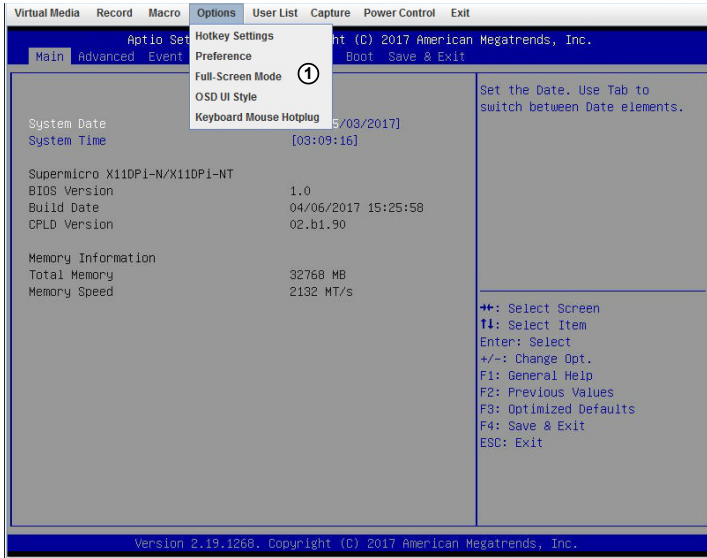 Virtual Media Record Macro Options User List Capture Power Control Exit
Hotkey Settings
Preference
Full-Screen Mode
OSD UI Style
Keyboard Mouse Hotplug
1
Aptio Set ht (C) 2017 American Megatrends, Inc.
Main Advanced Event Boot Save & Exit
System Date 5/03/2017]
System Time [03:09:16]
Supermicro X11DPi-N/X11DPi-NT
BIOS Version 1.0
Build Date 04/06/2017 15:25:58
CPLD Version 02.b1.90
Memory Information
Total Memory 32768 MB
Memory Speed 2132 MT/s
Set the Date. Use Tab to
switch between Date elements.
→←: Select Screen
↑↓: Select Item
Enter: Select
+/-: Change Opt.
F1: General Help
F2: Previous Values
F3: Optimized Defaults
F4: Save & Exit
ESC: Exit
Version 2.19.1268. Copyright (C) 2017 American Megatrends, Inc.